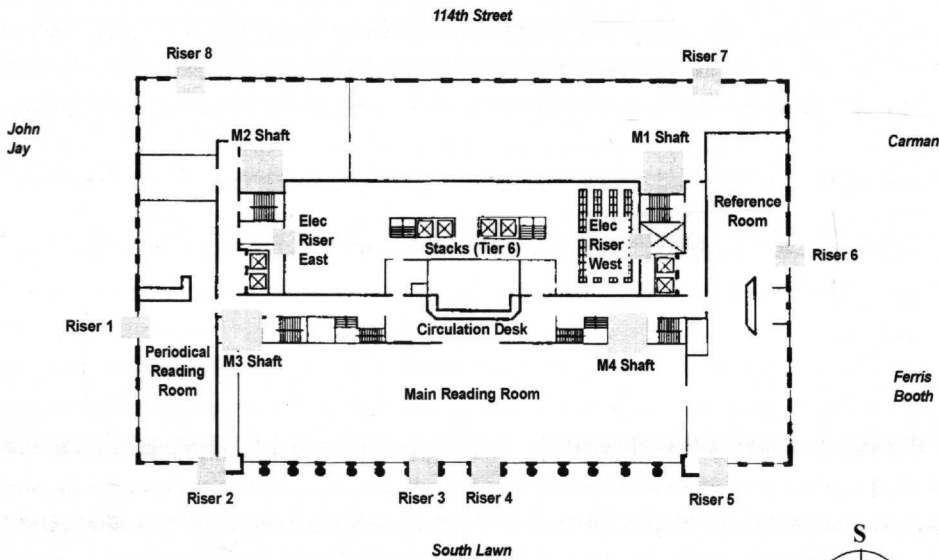 114th Street
Riser 8
Riser 7
John
Jay
M2 Shaft
M1 Shaft
Carman
Reference
Room
Elec
Riser
East
Stacks (Tier 6)
Elec
Riser
West
Riser 6
Riser 1
Circulation Desk
Periodical
Reading
Room
M3 Shaft
M4 Shaft
Main Reading Room
Ferris
Booth
Riser 2
Riser 3
Riser 4
Riser 5
South Lawn
S